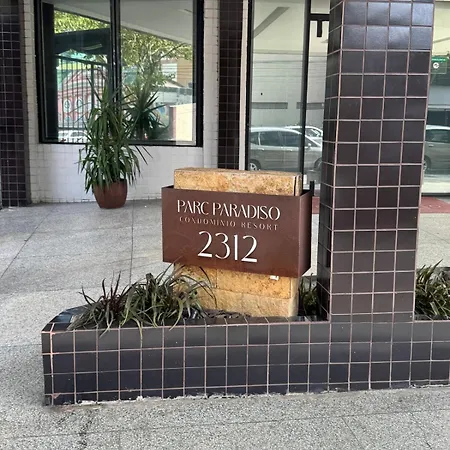 PARC PARADISO
CONDOMINIO RESORT
2312